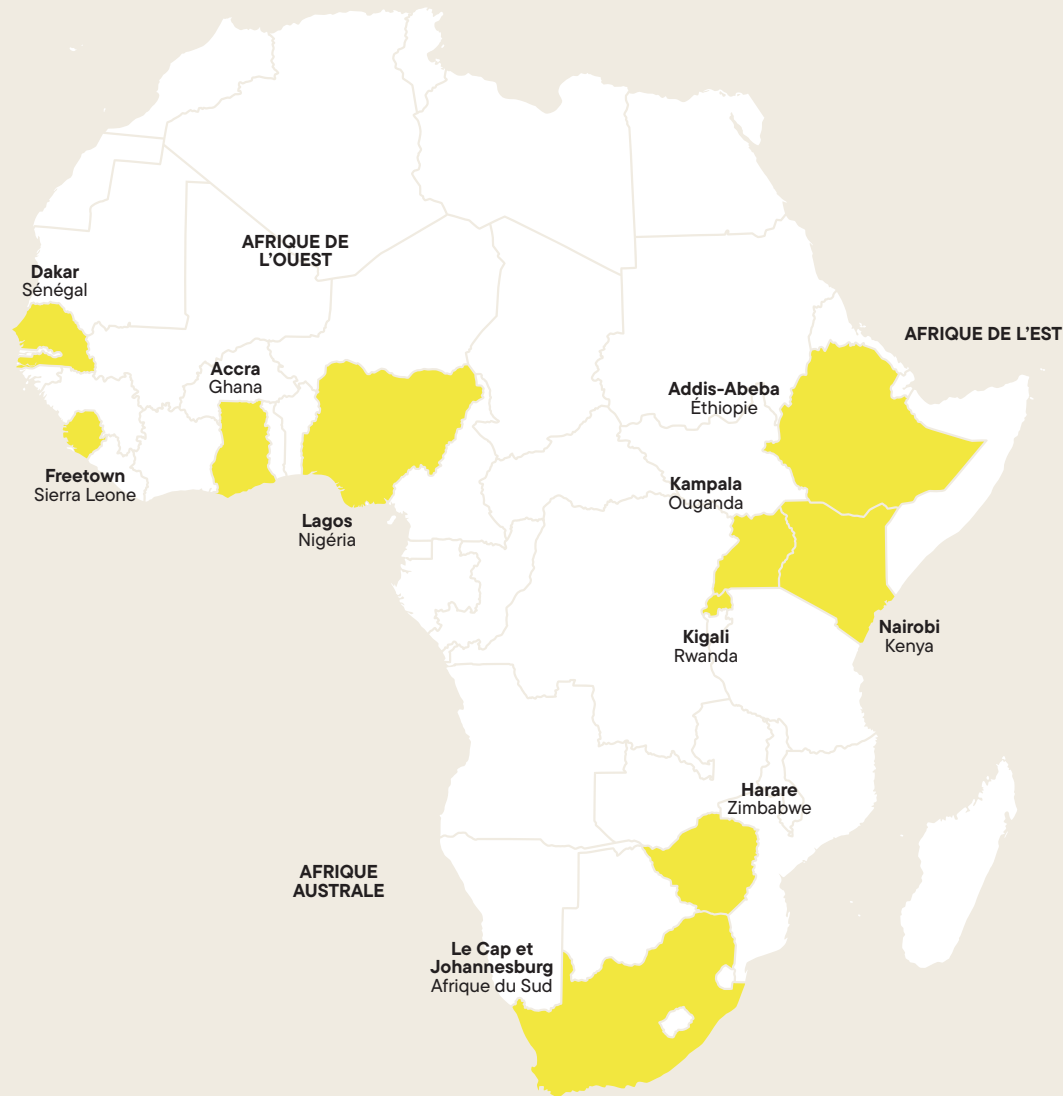 AFRIQUE DE
L’OUEST
Dakar
Sénégal
AFRIQUE DE L’EST
Accra
Ghana
Addis-Abeba
Éthiopie
Freetown
Sierra Leone
Kampala
Ouganda
Lagos
Nigéria
Nairobi
Kenya
Kigali
Rwanda
Harare
Zimbabwe
AFRIQUE
AUSTRALE
Le Cap et
Johannesburg
Afrique du Sud